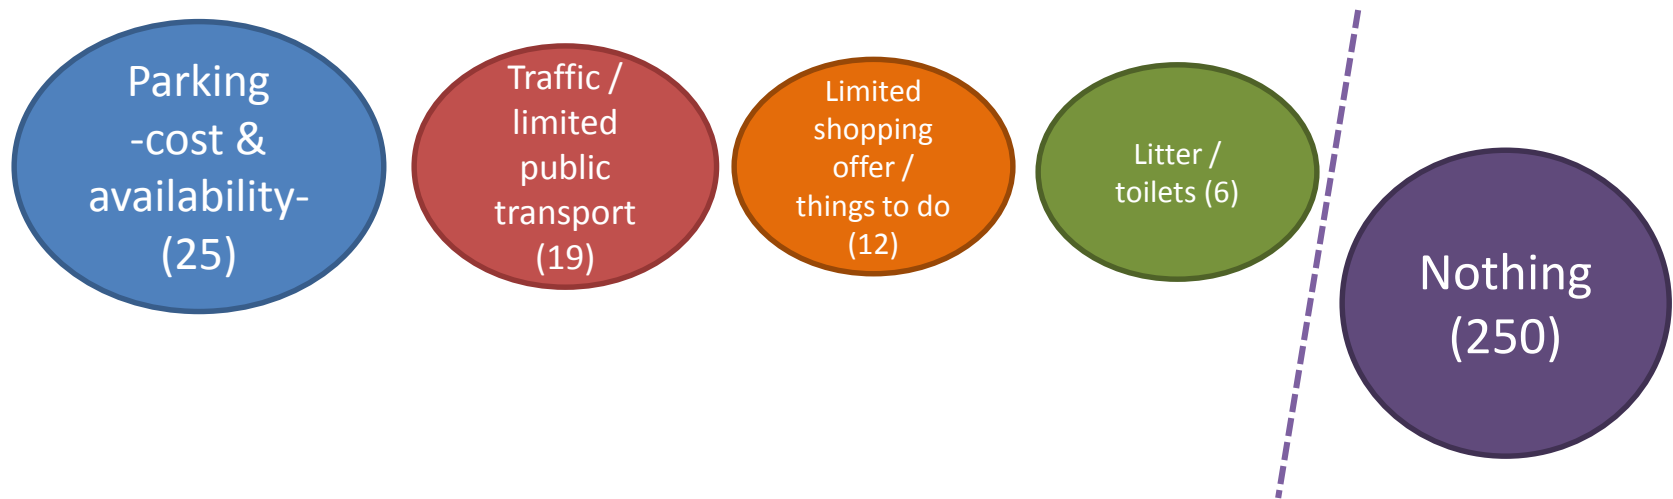 Parking
-cost &
availability-
(25)
Traffic /
limited
public
transport
(19)
Limited
shopping
offer /
things to do
(12)
Litter /
toilets (6)
Nothing
(250)